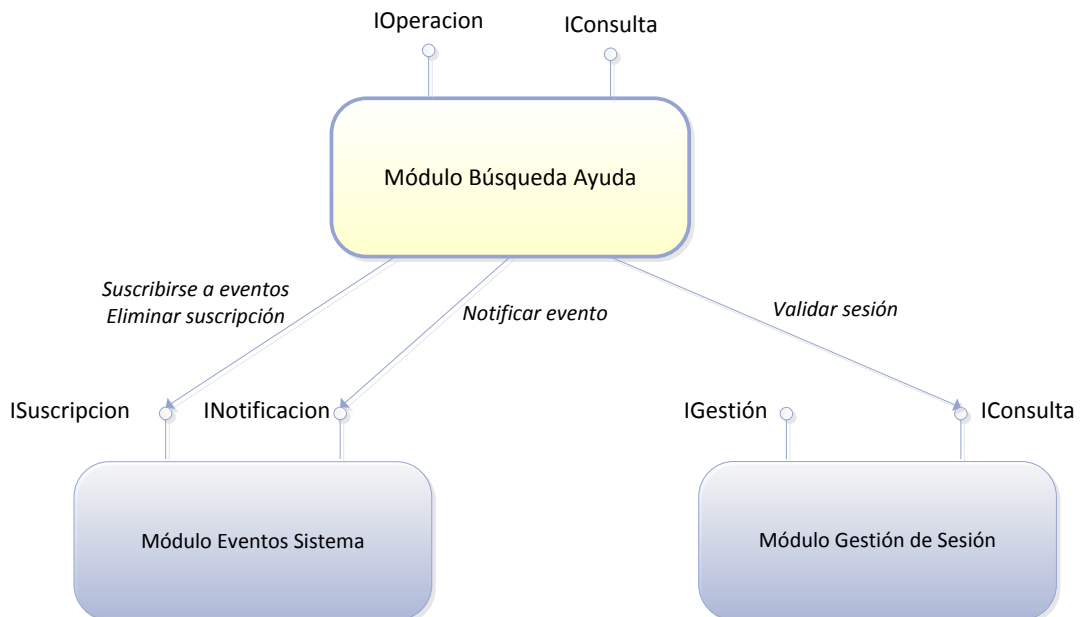 IOperacion
IConsulta
Módulo Búsqueda Ayuda
Suscribirse a eventos
Eliminar suscripción
Notificar evento
Validar sesión
ISuscripcion
INotificacion
IGestión
IConsulta
Módulo Eventos Sistema
Módulo Gestión de Sesión